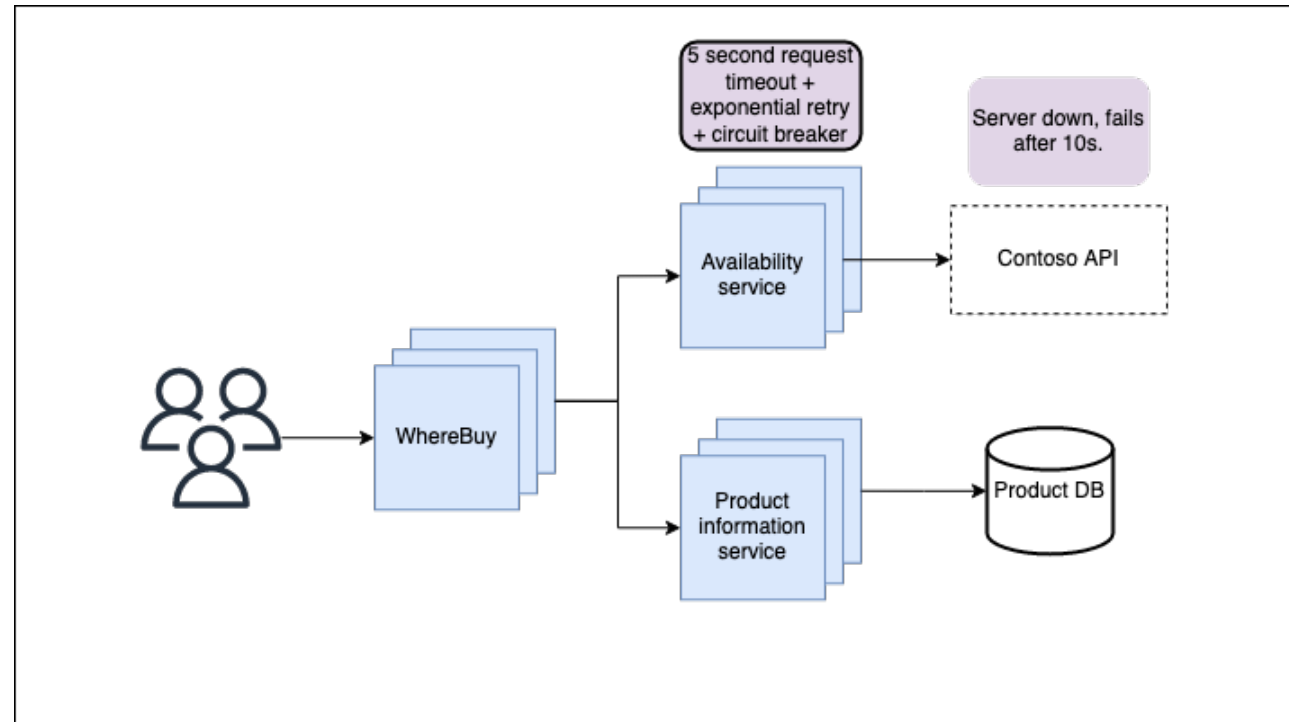 5 second request
timeout +
exponential retry
+ circuit breaker
Server down, fails
after 10s.
Availability
service
Contoso API
WhereBuy
Product
information
service
Product DB